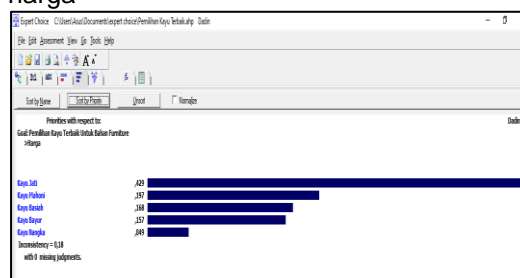 harga
Expert Choice C:\Users\Asus\Documents\expert choice\Pemilihan Kayu Terbaik.ahp Dadin
File Edit Assessment View Go Tools Help
Sort by Name Sort by Priority Unsort Normalize
Priorities with respect to: Dadin
Goal: Pemilihan Kayu Terbaik Untuk Bahan Furniture
>Harga
Kayu Jati ,429
Kayu Mahoni ,197
Kayu Basiah ,168
Kayu Bayur ,157
Kayu Nangka ,049
Inconsistency = 0,18
with 0 missing judgments.